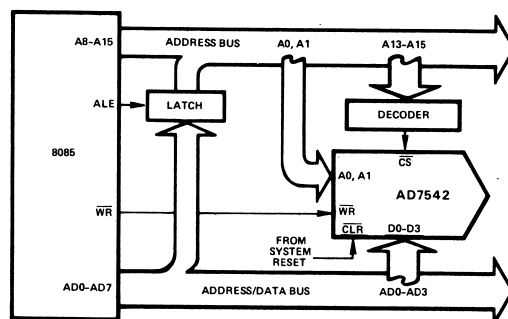 A8-A15
ADDRESS BUS
A0, A1
A13-A15
ALE
LATCH
DECODER
8085
CS
A0, A1
AD7542
WR
WR
CLR
D0-D3
FROM
SYSTEM
RESET
AD0-AD7
ADDRESS/DATA BUS
AD0-AD3